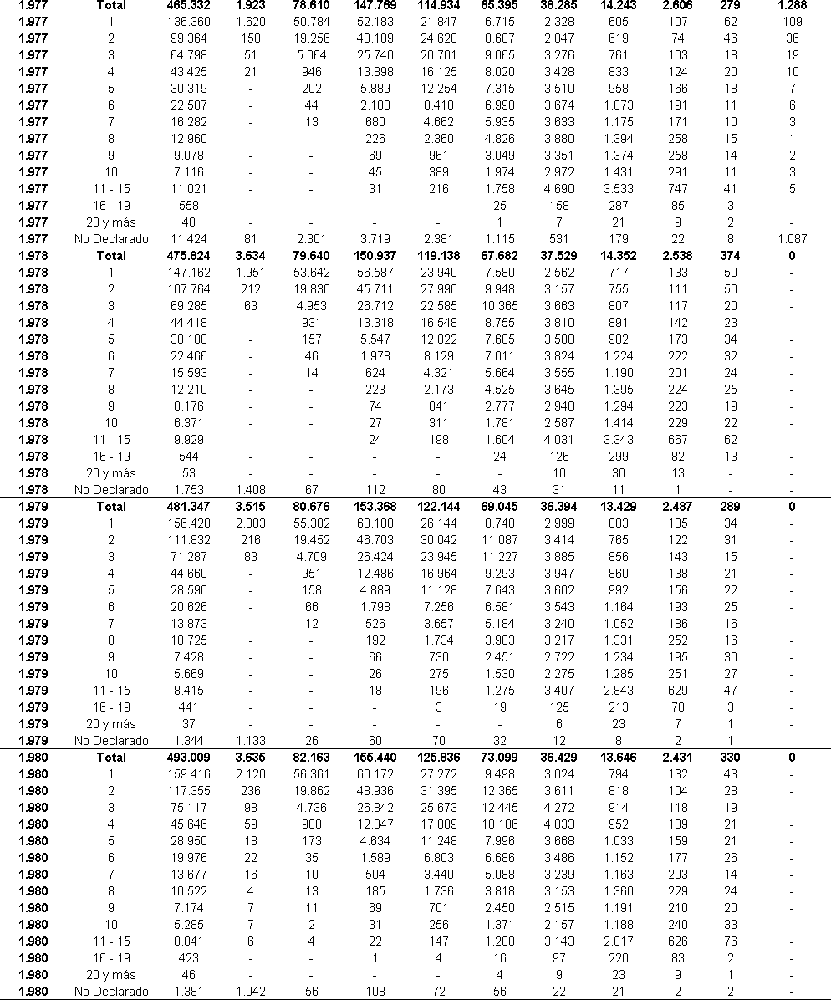 1.977 Total 465.332 1.923 78.610 147.769 114.934 65.395 38.285 14.243 2.606 279 1.288
1.977 1 136.360 1.620 50.784 52.183 21.847 6.715 2.328 605 107 62 109
1.977 2 99.364 150 19.256 43.109 24.620 8.607 2.847 619 74 46 36
1.977 3 64.798 51 5.064 25.740 20.701 9.065 3.276 761 103 18 19
1.977 4 43.425 21 946 13.898 16.125 8.020 3.428 833 124 20 10
1.977 5 30.319 - 202 5.889 12.254 7.315 3.510 958 166 18 7
1.977 6 22.587 - 44 2.180 8.418 6.990 3.674 1.073 191 11 6
1.977 7 16.282 - 13 680 4.662 5.935 3.633 1.175 171 10 3
1.977 8 12.960 - - 226 2.360 4.826 3.880 1.394 258 15 1
1.977 9 9.078 - - 69 961 3.049 3.351 1.374 258 14 2
1.977 10 7.116 - - 45 389 1.974 2.972 1.431 291 11 3
1.977 11 - 15 11.021 - - 31 216 1.758 4.690 3.533 747 41 5
1.977 16 - 19 558 - - - - 25 158 287 85 3 -
1.977 20 y más 40 - - - - 1 7 21 9 2 -
1.977 No Declarado 11.424 81 2.301 3.719 2.381 1.115 531 179 22 8 1.087
1.978 Total 475.824 3.634 79.640 150.937 119.138 67.682 37.529 14.352 2.538 374 0
1.978 1 147.162 1.951 53.642 56.587 23.940 7.580 2.562 717 133 50 -
1.978 2 107.764 212 19.830 45.711 27.990 9.948 3.157 755 111 50 -
1.978 3 69.285 63 4.953 26.712 22.585 10.365 3.663 807 117 20 -
1.978 4 44.418 - 931 13.318 16.548 8.755 3.810 891 142 23 -
1.978 5 30.100 - 157 5.547 12.022 7.605 3.580 982 173 34 -
1.978 6 22.466 - 46 1.978 8.129 7.011 3.824 1.224 222 32 -
1.978 7 15.593 - 14 624 4.321 5.664 3.555 1.190 201 24 -
1.978 8 12.210 - - 223 2.173 4.525 3.645 1.395 224 25 -
1.978 9 8.176 - - 74 841 2.777 2.948 1.294 223 19 -
1.978 10 6.371 - - 27 311 1.781 2.587 1.414 229 22 -
1.978 11 - 15 9.929 - - 24 198 1.604 4.031 3.343 667 62 -
1.978 16 - 19 544 - - - - 24 126 299 82 13 -
1.978 20 y más 53 - - - - - 10 30 13 - -
1.978 No Declarado 1.753 1.408 67 112 80 43 31 11 1 - -
1.979 Total 481.347 3.515 80.676 153.368 122.144 69.045 36.394 13.429 2.487 289 0
1.979 1 156.420 2.083 55.302 60.180 26.144 8.740 2.999 803 135 34 -
1.979 2 111.832 216 19.452 46.703 30.042 11.087 3.414 765 122 31 -
1.979 3 71.287 83 4.709 26.424 23.945 11.227 3.885 856 143 15 -
1.979 4 44.660 - 951 12.486 16.964 9.293 3.947 860 138 21 -
1.979 5 28.590 - 158 4.889 11.128 7.643 3.602 992 156 22 -
1.979 6 20.626 - 66 1.798 7.256 6.581 3.543 1.164 193 25 -
1.979 7 13.873 - 12 526 3.657 5.184 3.240 1.052 186 16 -
1.979 8 10.725 - - 192 1.734 3.983 3.217 1.331 252 16 -
1.979 9 7.428 - - 66 730 2.451 2.722 1.234 195 30 -
1.979 10 5.669 - - 26 275 1.530 2.275 1.285 251 27 -
1.979 11 - 15 8.415 - - 18 196 1.275 3.407 2.843 629 47 -
1.979 16 - 19 441 - - - 3 19 125 213 78 3 -
1.979 20 y más 37 - - - - - 6 23 7 1 -
1.979 No Declarado 1.344 1.133 26 60 70 32 12 8 2 1 -
1.980 Total 493.009 3.635 82.163 155.440 125.836 73.099 36.429 13.646 2.431 330 0
1.980 1 159.416 2.120 56.361 60.172 27.272 9.498 3.024 794 132 43 -
1.980 2 117.355 236 19.862 48.936 31.395 12.365 3.611 818 104 28 -
1.980 3 75.117 98 4.736 26.842 25.673 12.445 4.272 914 118 19 -
1.980 4 45.646 59 900 12.347 17.089 10.106 4.033 952 139 21 -
1.980 5 28.950 18 173 4.634 11.248 7.996 3.668 1.033 159 21 -
1.980 6 19.976 22 35 1.589 6.803 6.686 3.486 1.152 177 26 -
1.980 7 13.677 16 10 504 3.440 5.088 3.239 1.163 203 14 -
1.980 8 10.522 4 13 185 1.736 3.818 3.153 1.360 229 24 -
1.980 9 7.174 7 11 69 701 2.450 2.515 1.191 210 20 -
1.980 10 5.285 7 2 31 256 1.371 2.157 1.188 240 33 -
1.980 11 - 15 8.041 6 4 22 147 1.200 3.143 2.817 626 76 -
1.980 16 - 19 423 - - 1 4 16 97 220 83 2 -
1.980 20 y más 46 - - - - 4 9 23 9 1 -
1.980 No Declarado 1.381 1.042 56 108 72 56 22 21 2 2 -